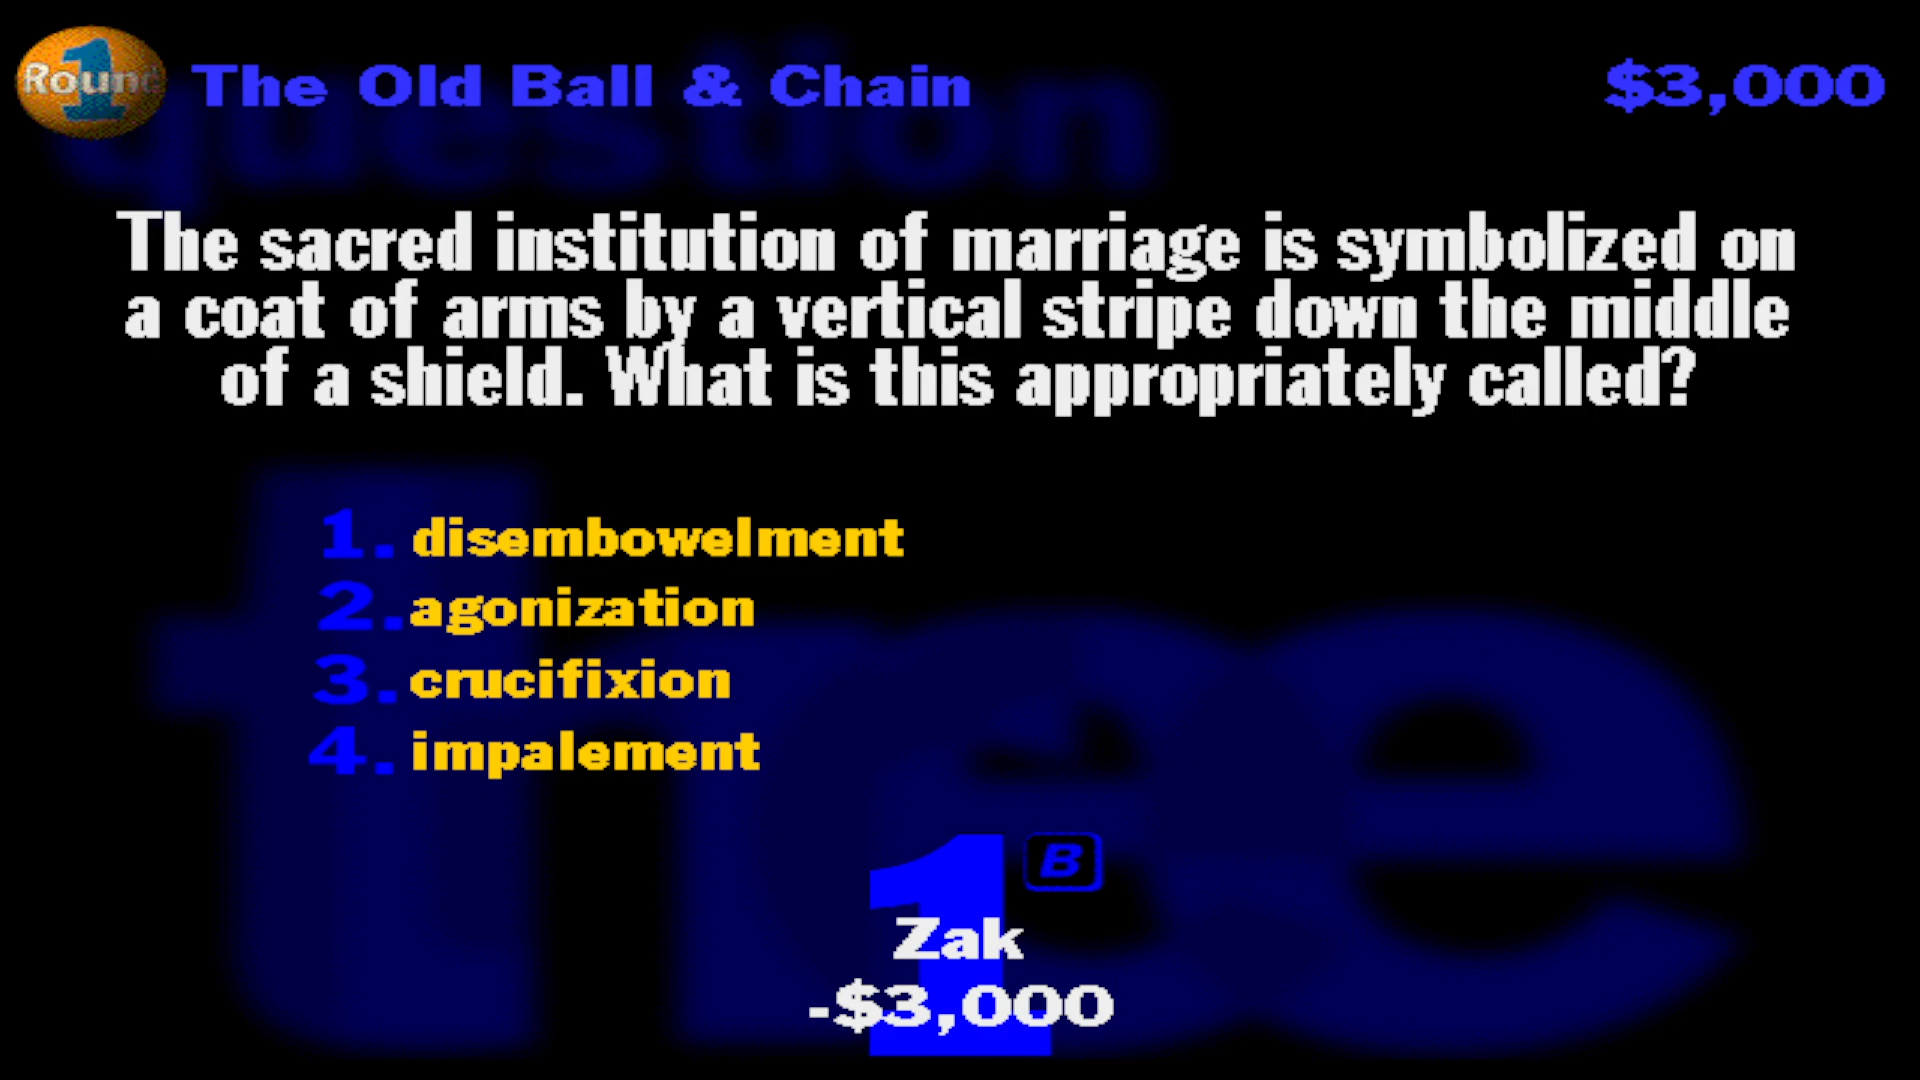 Round 1
The Old Ball & Chain
$3,000
question
The sacred institution of marriage is symbolized on
a coat of arms by a vertical stripe down the middle
of a shield. What is this appropriately called?
three
1. disembowelment
2. agonization
3. crucifixion
4. impalement
1
B
Zak
-$3,000